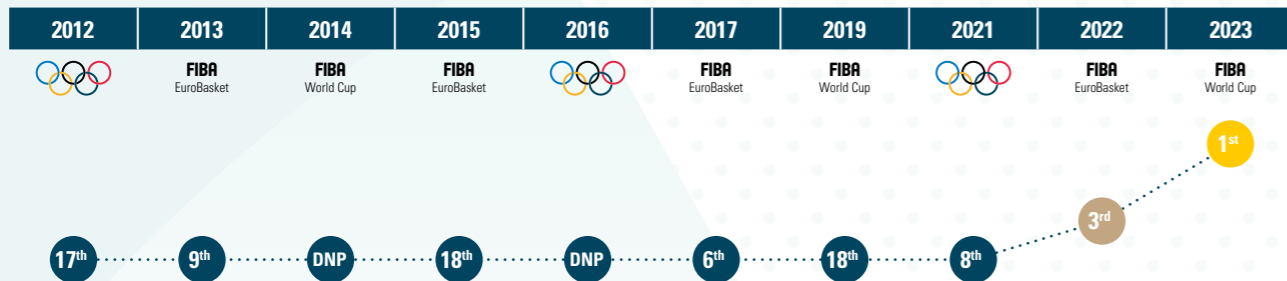 2012 2013 2014 2015 2016 2017 2019 2021 2022 2023
FIBA FIBA FIBA FIBA FIBA FIBA FIBA
EuroBasket World Cup EuroBasket EuroBasket World Cup EuroBasket World Cup
1st
3rd
17th 9th DNP 18th DNP 6th 18th 8th